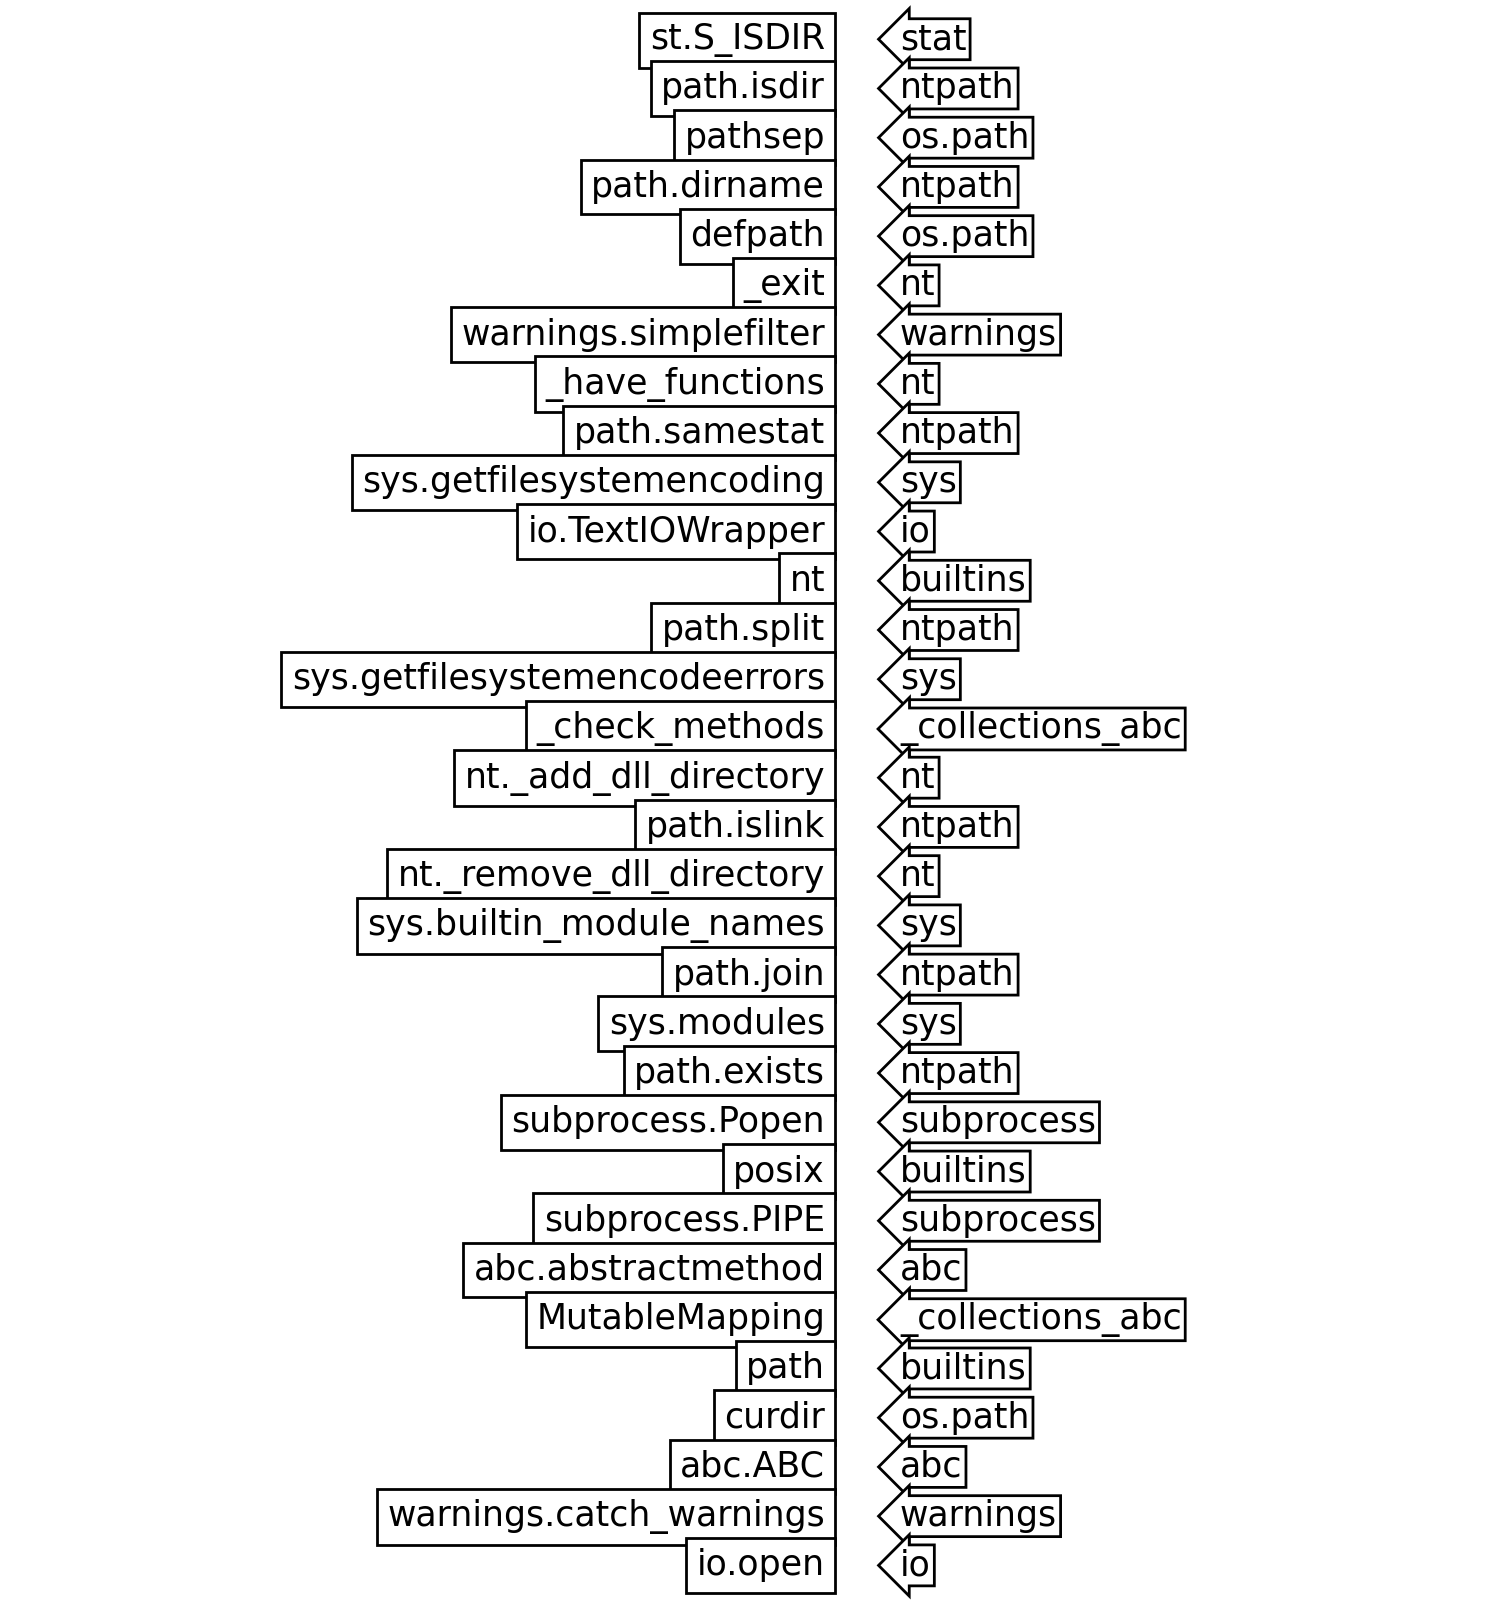 st.S_ISDIR stat
path.isdir ntpath
pathsep os.path
path.dirname ntpath
defpath os.path
_exit nt
warnings.simplefilter warnings
_have_functions nt
path.samestat ntpath
sys.getfilesystemencoding sys
io.TextIOWrapper io
nt builtins
path.split ntpath
sys.getfilesystemencodeerrors sys
_check_methods _collections_abc
nt._add_dll_directory nt
path.islink ntpath
nt._remove_dll_directory nt
sys.builtin_module_names sys
path.join ntpath
sys.modules sys
path.exists ntpath
subprocess.Popen subprocess
posix builtins
subprocess.PIPE subprocess
abc.abstractmethod abc
MutableMapping _collections_abc
path builtins
curdir os.path
abc.ABC abc
warnings.catch_warnings warnings
io.open io